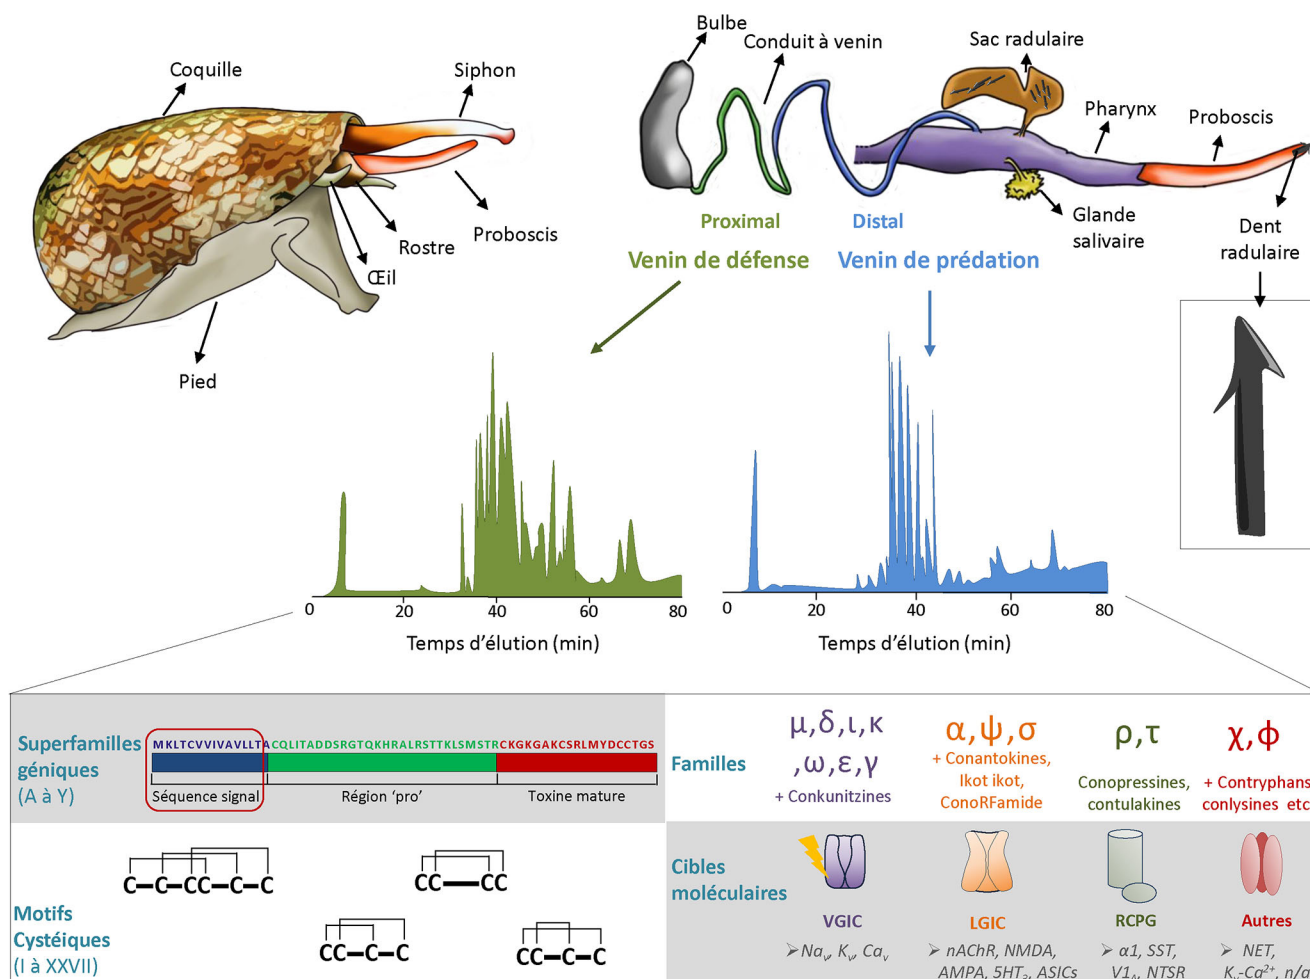 Coquille
Siphon
Rostre
Proboscis
Œil
Pied
Bulbe
Conduit à venin
Sac radulaire
Pharynx
Proboscis
Glande
salivaire
Dent
radulaire
Proximal
Distal
Venin de défense
Venin de prédation
0 20 40 60 80
Temps d'élution (min)
0 20 40 60 80
Temps d'élution (min)
Superfamilles
géniques
(A à Y)
MKLTCVVIVAVLLTACQLITADDSRGTQKHRALRSTTKLSMSTRCKGKGAKCSRLMYDCCTGS
Séquence signal
Région 'pro'
Toxine mature
Motifs
Cystéiques
(I à XXVII)
C–C–CC–C–C
CC—CC
CC–C–C
CC–C–C
Familles
μ,δ,ι,κ
,ω,ε,γ
+ Conkunitzines
α,ψ,σ
+ Conantokines,
Ikot ikot,
ConoRFamide
ρ,τ
Conopressines,
contulakines
χ,ϕ
+ Contryphans
conlysines etc
Cibles
moléculaires
VGIC
➢Naᵥ, Kᵥ, Caᵥ
LGIC
➢ nAChR, NMDA,
AMPA, 5HT₃, ASICs
RCPG
➢ α1, SST,
NTSR
Autres
➢ NET,
n/a